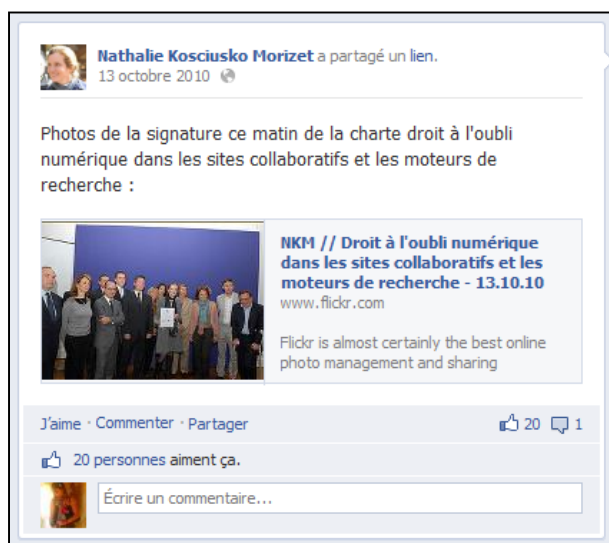 Nathalie Kosciusko Morizet a partagé un lien.
13 octobre 2010
Photos de la signature ce matin de la charte droit à l'oubli
numérique dans les sites collaboratifs et les moteurs de
recherche :
NKM // Droit à l'oubli numérique
dans les sites collaboratifs et les
moteurs de recherche - 13.10.10
www.flickr.com
Flickr is almost certainly the best online
photo management and sharing
J'aime · Commenter · Partager
20 1
20 personnes aiment ça.
Écrire un commentaire...